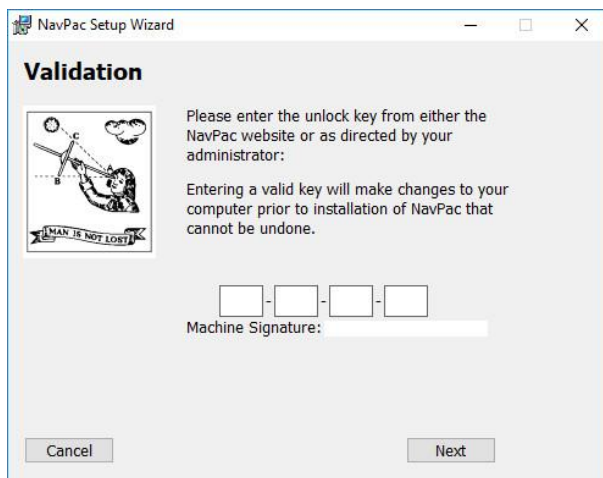 NavPac Setup Wizard
Validation
Please enter the unlock key from either the
NavPac website or as directed by your
administrator:
Entering a valid key will make changes to your
computer prior to installation of NavPac that
cannot be undone.
C
A
B
MAN IS NOT LOST
- - -
Machine Signature:
Cancel
Next